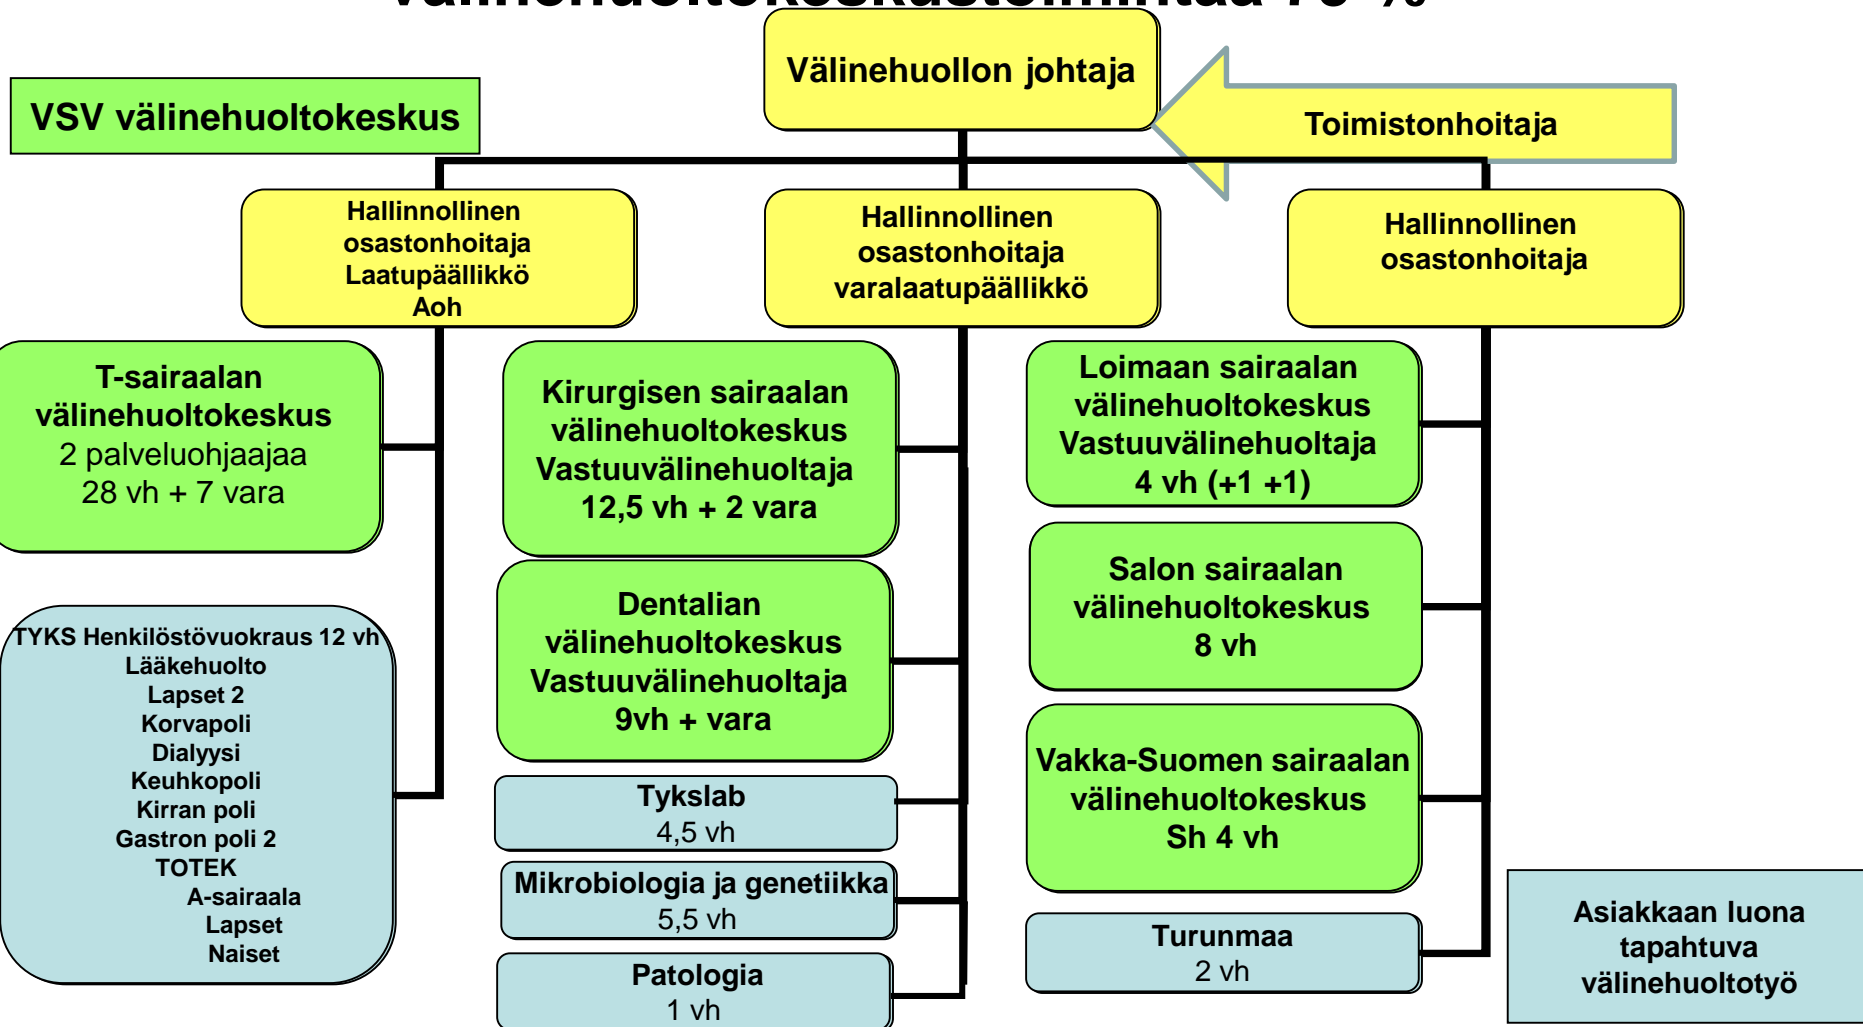 välinehuoltokeskustoimintaa
%
Välinehuollon johtaja
VSV välinehuoltokeskus
Toimistonhoitaja
Hallinnollinen
osastonhoitaja
Laatupäällikkö
Aoh
Hallinnollinen
osastonhoitaja
varalaatupäällikkö
Hallinnollinen
osastonhoitaja
T-sairaalan
välinehuoltokeskus
2 palveluohjaajaa
28 vh + 7 vara
TYKS Henkilöstövuokraus 12 vh
Lääkehuolto
Lapset 2
Korvapoli
Dialyysi
Keuhkopoli
Kirran poli
Gastron poli 2
TOTEK
A-sairaala
Lapset
Naiset
Kirurgisen sairaalan
välinehuoltokeskus
Vastuuvälinehuoltaja
12,5 vh + 2 vara
Dentalian
välinehuoltokeskus
Vastuuvälinehuoltaja
9vh + vara
Tykslab
4,5 vh
Mikrobiologia ja genetiikka
5,5 vh
Patologia
1 vh
Loimaan sairaalan
välinehuoltokeskus
Vastuuvälinehuoltaja
4 vh (+1 +1)
Salon sairaalan
välinehuoltokeskus
8 vh
Vakka-Suomen sairaalan
välinehuoltokeskus
Sh 4 vh
Turunmaa
2 vh
Asiakkaan luona
tapahtuva
välinehuoltotyö